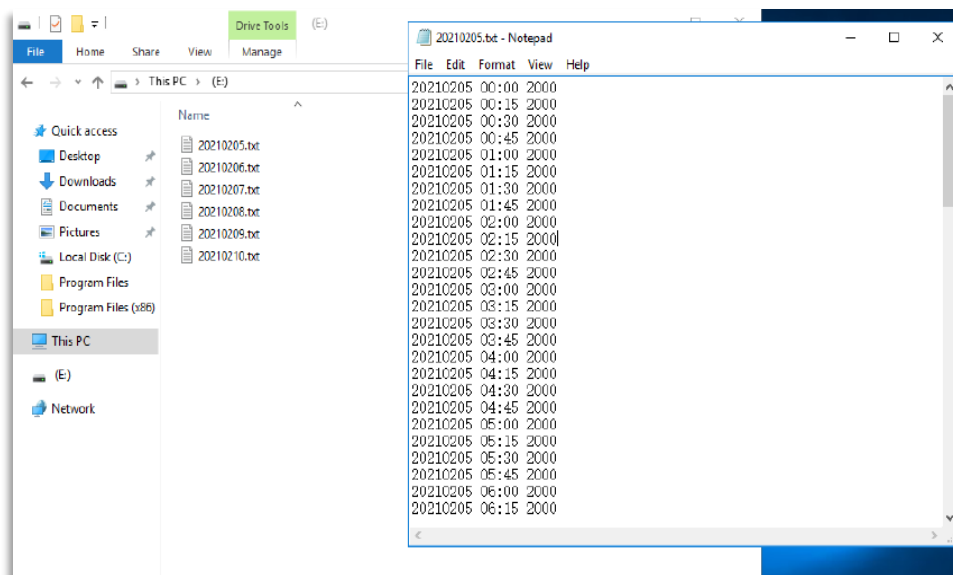 Drive Tools
(E:)
File Home Share View Manage
This PC > (E:)
Name
Quick access
Desktop
Downloads
Documents
Pictures
Local Disk (C:)
Program Files
Program Files (x86)
This PC
(E:)
Network
20210205.txt
20210206.txt
20210207.txt
20210208.txt
20210209.txt
20210210.txt
20210205.txt - Notepad
File Edit Format View Help
20210205 00:00 2000
20210205 00:15 2000
20210205 00:30 2000
20210205 00:45 2000
20210205 01:00 2000
20210205 01:15 2000
20210205 01:30 2000
20210205 01:45 2000
20210205 02:00 2000
20210205 02:15 2000
20210205 02:30 2000
20210205 02:45 2000
20210205 03:00 2000
20210205 03:15 2000
20210205 03:30 2000
20210205 03:45 2000
20210205 04:00 2000
20210205 04:15 2000
20210205 04:30 2000
20210205 04:45 2000
20210205 05:00 2000
20210205 05:15 2000
20210205 05:30 2000
20210205 05:45 2000
20210205 06:00 2000
20210205 06:15 2000